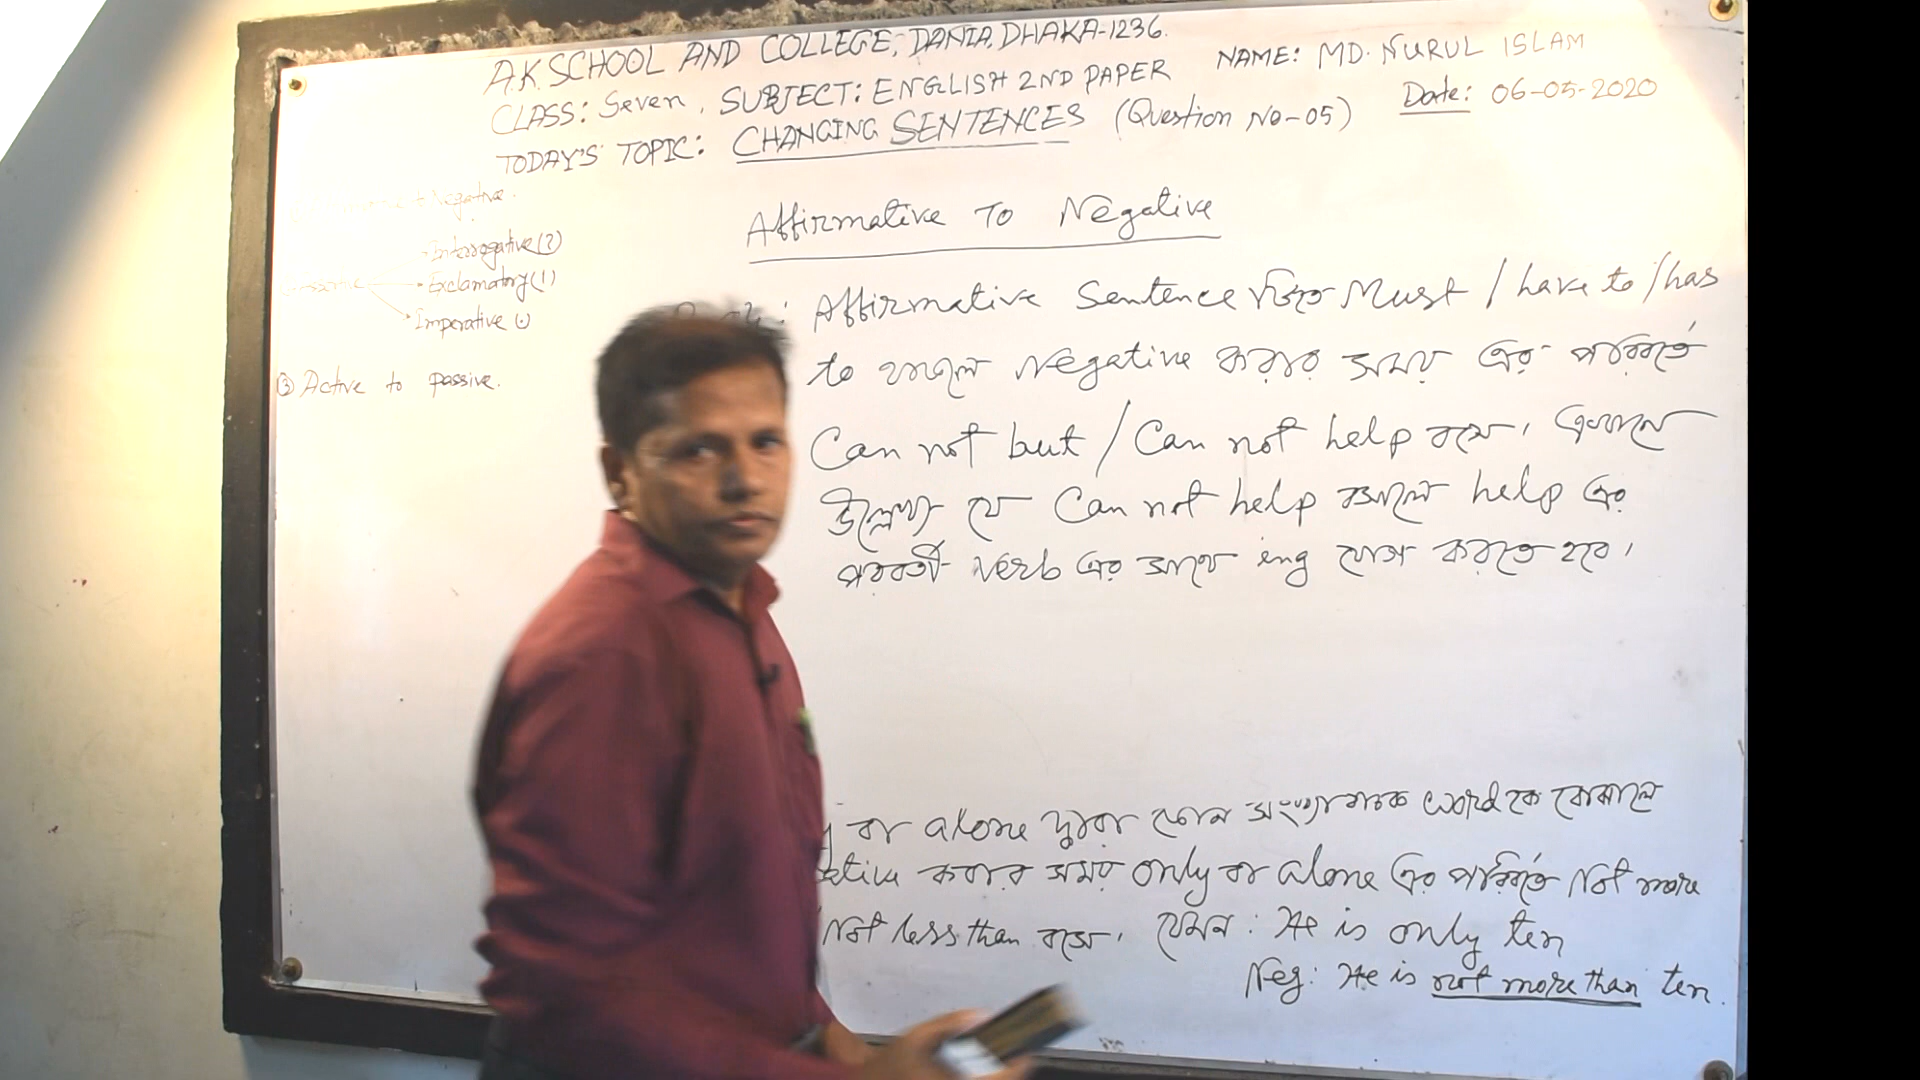 A.K SCHOOL AND COLLEGE, DANIA, DHAKA-1236.
CLASS: Seven, SUBJECT: ENGLISH 2ND PAPER NAME: MD. NURUL ISLAM
TODAY'S TOPIC: CHANGING SENTENCES (Question No-05) Date: 06-05-2020
Negative.
Interrogative (2)
Exclamatory (1)
Imperative
③ Active to passive.
Affirmative To Negative
Affirmative Sentence Must / have to / has
to থাকলে Negative করার সময় এর পরিবর্তে
Can not but / Can not help বসে। এখানে
উল্লেখ্য যে Can not help বসালে help এর
পরবর্তী verb এর সাথে ing যোগ করতে হবে।
বা alone দ্বারা কোন সংখ্যাবাচক word কে বোঝালে
করার সময় only বা alone এর পরিবর্তে Not more
Not less than বসে। যেমন: He is only ten
Neg: He is not more than ten.